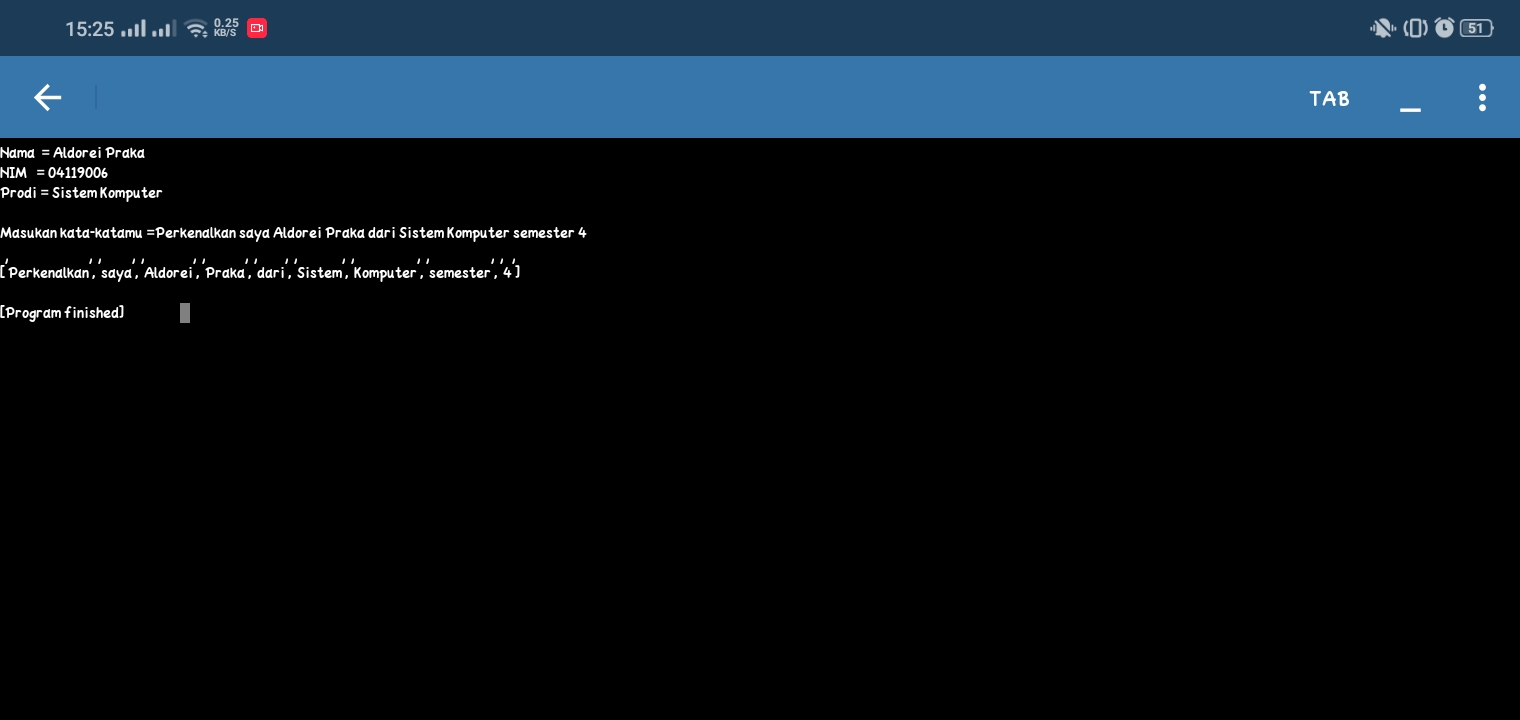 15:25 0.25 KB/S 51
TAB _
Nama = Aldorei Praka
NIM = 04119006
Prodi = Sistem Komputer
Masukan kata-katamu =Perkenalkan saya Aldorei Praka dari Sistem Komputer semester 4
['Perkenalkan', 'saya', 'Aldorei', 'Praka', 'dari', 'Sistem', 'Komputer', 'semester', '4']
[Program finished]